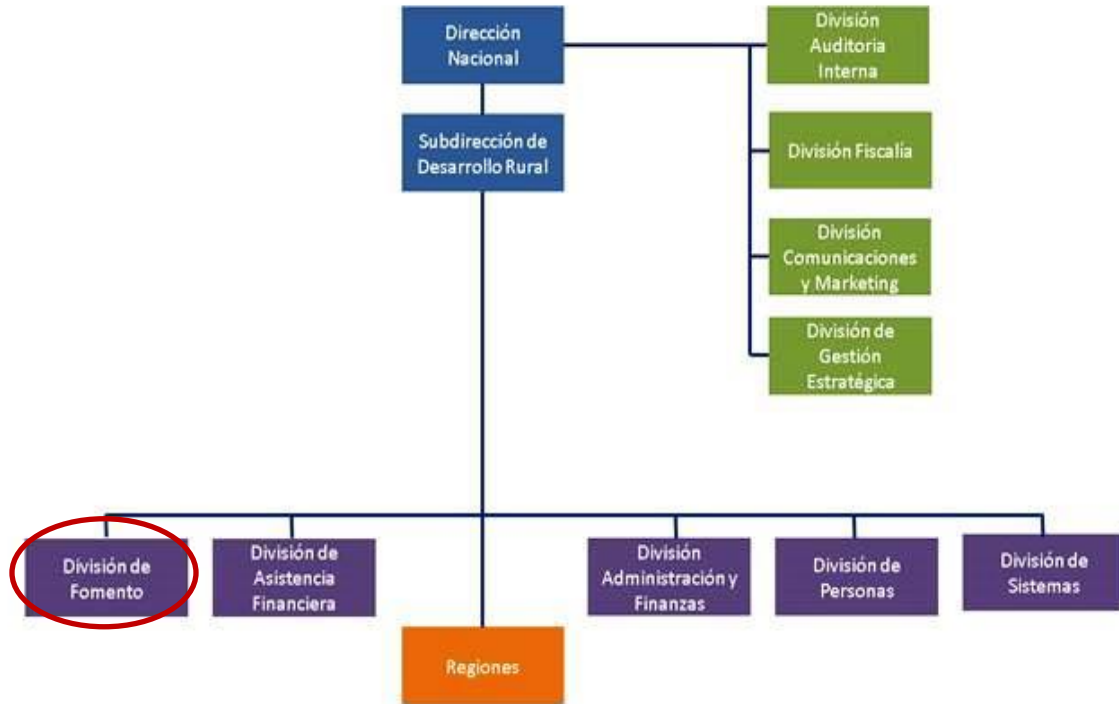 Dirección
Nacional
División
Auditoria
Interna
Subdirección de
Desarrollo Rural
División Fiscalía
División
Comunicaciones
y Marketing
División de
Gestión
Estratégica
División de
Fomento
División de
Asistencia
Financiera
División
Administración y
Finanzas
División de
Personas
División de
Sistemas
Regiones